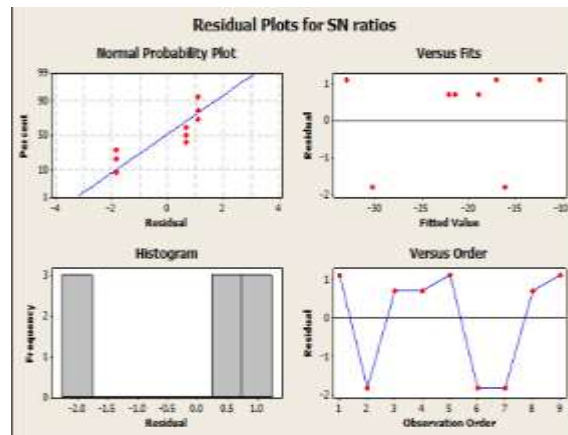 Residual Plots for SN ratios
Normal Probability Plot
Versus Fits
Percent
99
90
50
10
1
-4 -2 0 2 4
Residual
Residual
1
0
-1
-2
-30 -25 -20 -15 -10
Fitted Value
Histogram
Versus Order
Frequency
3
2
1
0
-2.0 -1.5 -1.0 -0.5 0.0 0.5 1.0
Residual
Residual
1
0
-1
-2
1 2 3 4 5 6 7 8 9
Observation Order